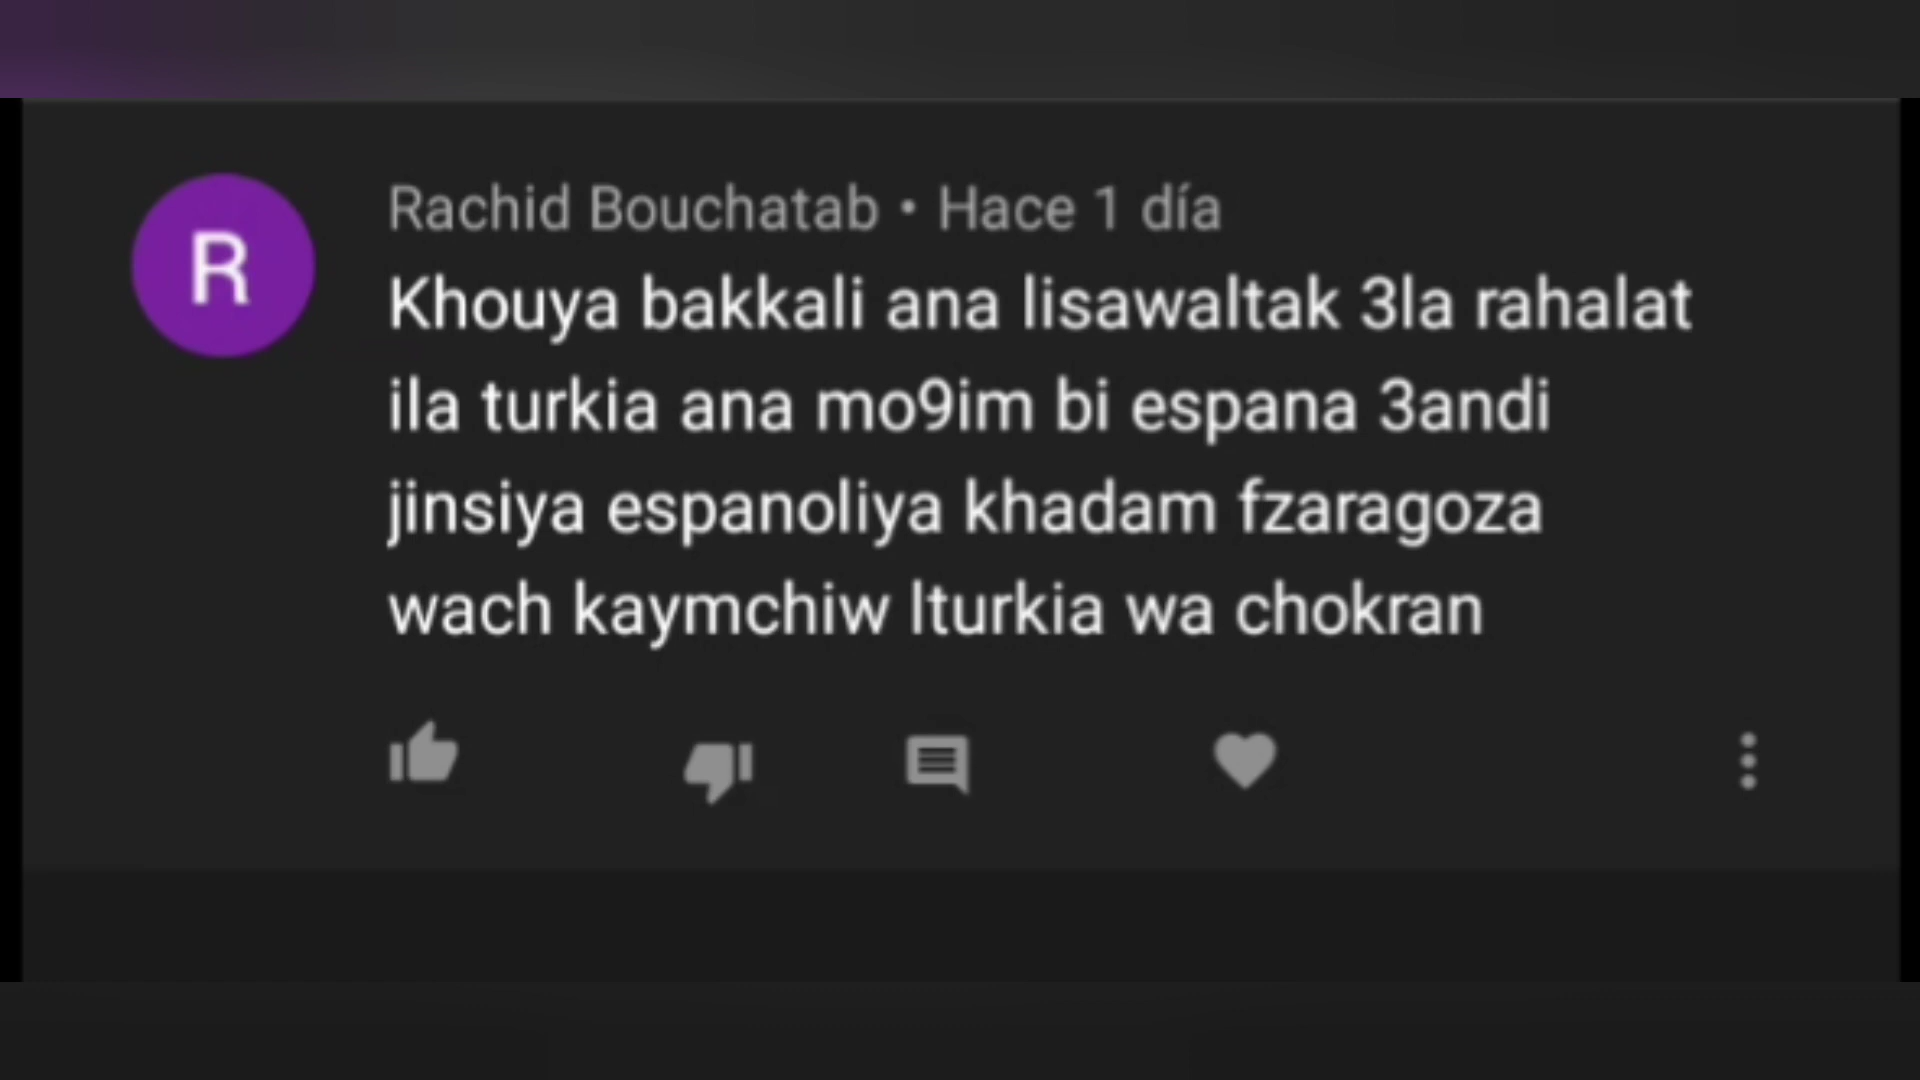 R
Rachid Bouchatab • Hace 1 día
Khouya bakkali ana lisawaltak 3la rahalat
ila turkia ana mo9im bi espana 3andi
jinsiya espanoliya khadam fzaragoza
wach kaymchiw lturkia wa chokran